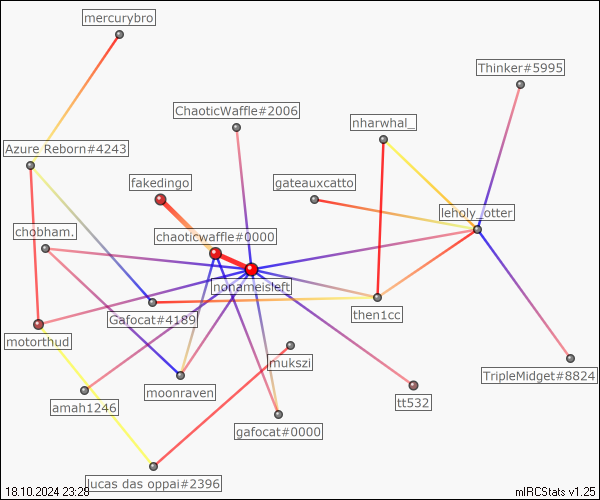 mercurybro
Thinker#5995
ChaoticWaffle#2006
nharwhal_
Azure Reborn#4243
fakedingo
gateauxcatto
leholy_otter
chobham.
chaoticwaffle#0000
nonameisleft
Gafocat#4189
then1cc
motorthud
mukszi
TripleMidget#8824
moonraven
tt532
amah1246
gafocat#0000
lucas das oppai#2396
18.10.2024 23:28
mIRCStats v1.25